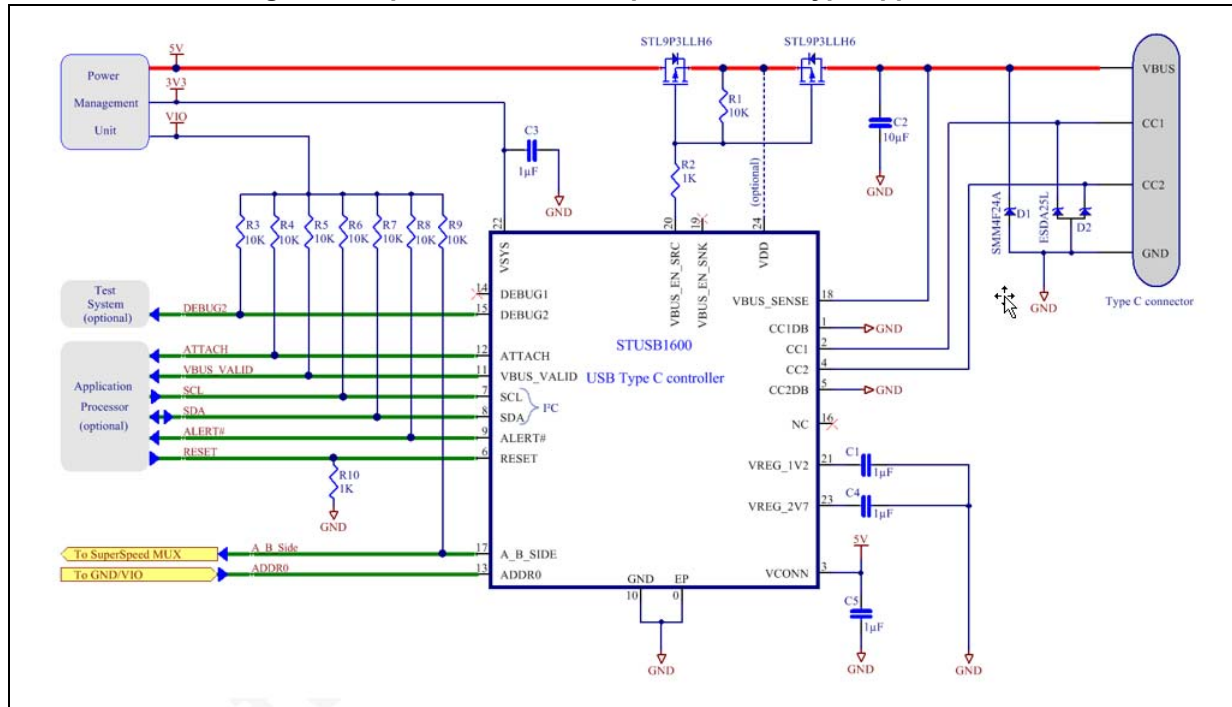 STL9P3LLH6
STL9P3LLH6
Power
Management
Unit
5V
3V3
VIO
C3
1µF
GND
R1
10K
R2
1K
(optional)
C2
10µF
GND
VBUS
CC1
CC2
GND
Type C connector
SMM4F24A
D1
ESDA25L
D2
GND
R3
10K
R4
10K
R5
10K
R6
10K
R7
10K
R8
10K
R9
10K
22
VSYS
20
VBUS_EN_SRC
19
VBUS_EN_SNK
24
VDD
Test
System
(optional)
DEBUG2
14
DEBUG1
15
DEBUG2
Application
Processor
(optional)
ATTACH
12
ATTACH
VBUS_VALID
11
VBUS_VALID
SCL
7
SCL
SDA
8
SDA
I²C
ALERT#
9
ALERT#
RESET
6
RESET
R10
1K
GND
STUSB1600
USB Type C controller
VBUS_SENSE
18
CC1DB
1
GND
CC1
2
CC2
4
CC2DB
5
GND
NC
16
VREG_1V2
21
C1
1µF
VREG_2V7
23
C4
1µF
To SuperSpeed MUX
A_B_Side
17
A_B_SIDE
To GND/VIO
ADDR0
13
ADDR0
GND
10
EP
0
GND
5V
VCONN
3
C5
1µF
GND
GND